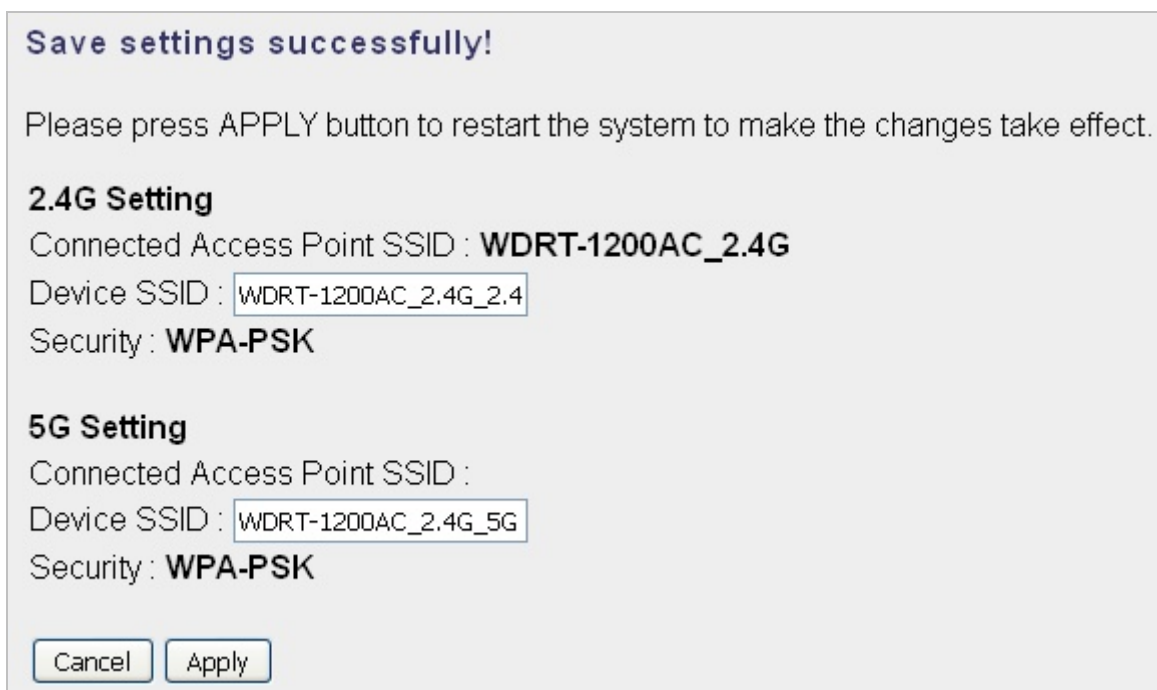 Save settings successfully!
Please press APPLY button to restart the system to make the changes take effect.
2.4G Setting
Connected Access Point SSID : WDRT-1200AC_2.4G
Device SSID : WDRT-1200AC_2.4G_2.4
Security : WPA-PSK
5G Setting
Connected Access Point SSID :
Device SSID : WDRT-1200AC_2.4G_5G
Security : WPA-PSK
Cancel Apply